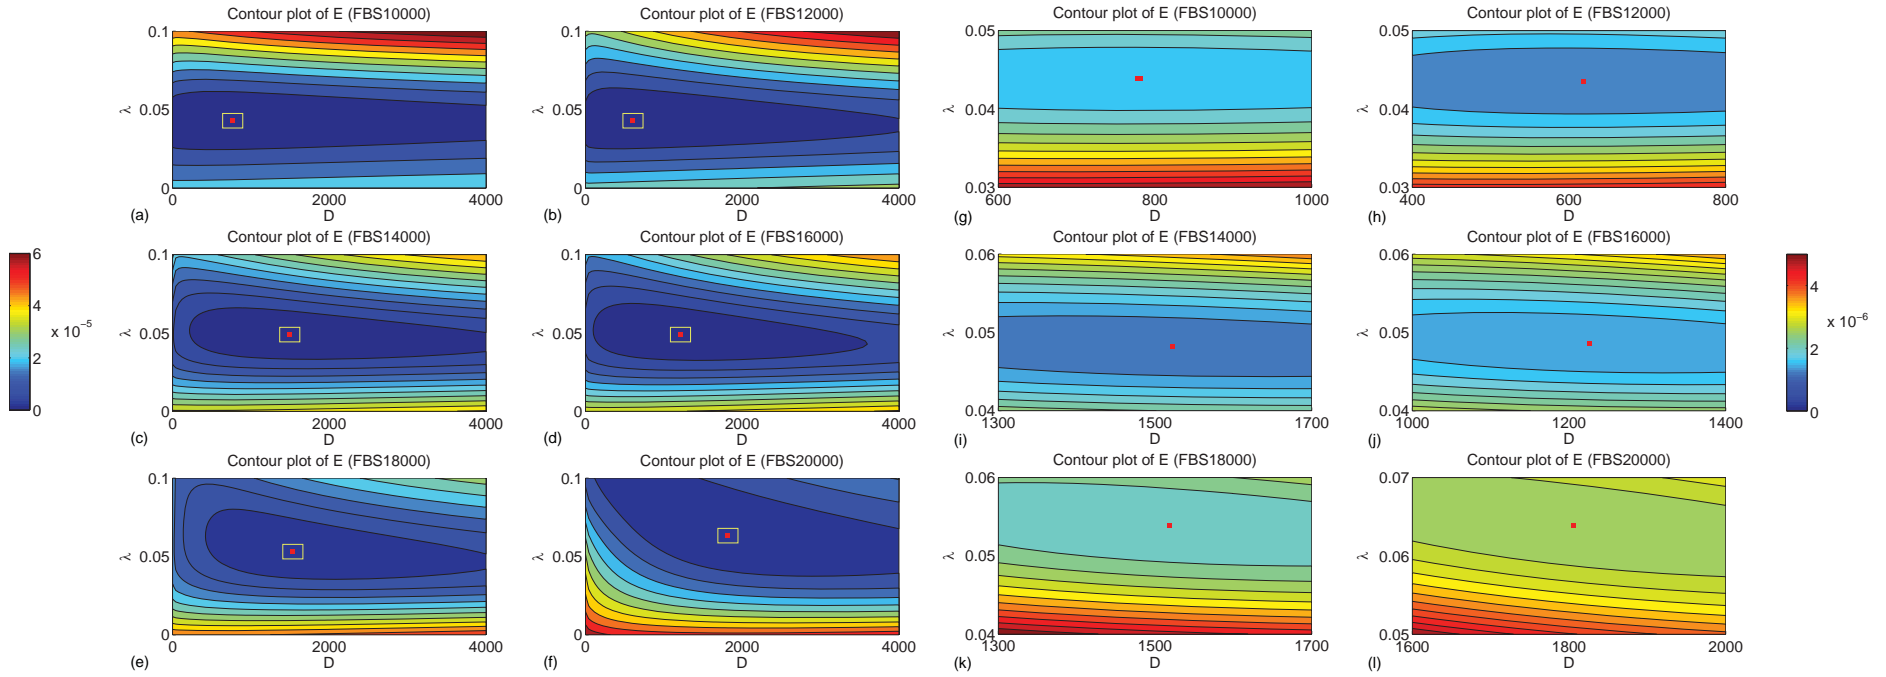 Contour plot of E (FBS10000)
0.1
λ 0.05
0
0 2000 4000
D
(a)
Contour plot of E (FBS12000)
0.1
λ 0.05
0
0 2000 4000
D
(b)
Contour plot of E (FBS10000)
0.05
λ 0.04
0.03
600 800 1000
D
(g)
Contour plot of E (FBS12000)
0.05
λ 0.04
0.03
400 600 800
D
(h)
6
4
x 10⁻⁵
2
0
Contour plot of E (FBS14000)
0.1
λ 0.05
0
0 2000 4000
D
(c)
Contour plot of E (FBS16000)
0.1
λ 0.05
0
0 2000 4000
D
(d)
Contour plot of E (FBS14000)
0.06
λ 0.05
0.04
1300 1500 1700
D
(i)
Contour plot of E (FBS16000)
0.06
λ 0.05
0.04
1000 1200 1400
D
(j)
4
x 10⁻⁶
2
0
Contour plot of E (FBS18000)
0.1
λ 0.05
0
0 2000 4000
D
(e)
Contour plot of E (FBS20000)
0.1
λ 0.05
0
0 2000 4000
D
(f)
Contour plot of E (FBS18000)
0.06
λ 0.05
0.04
1300 1500 1700
D
(k)
Contour plot of E (FBS20000)
0.07
λ 0.06
0.05
1600 1800 2000
D
(l)